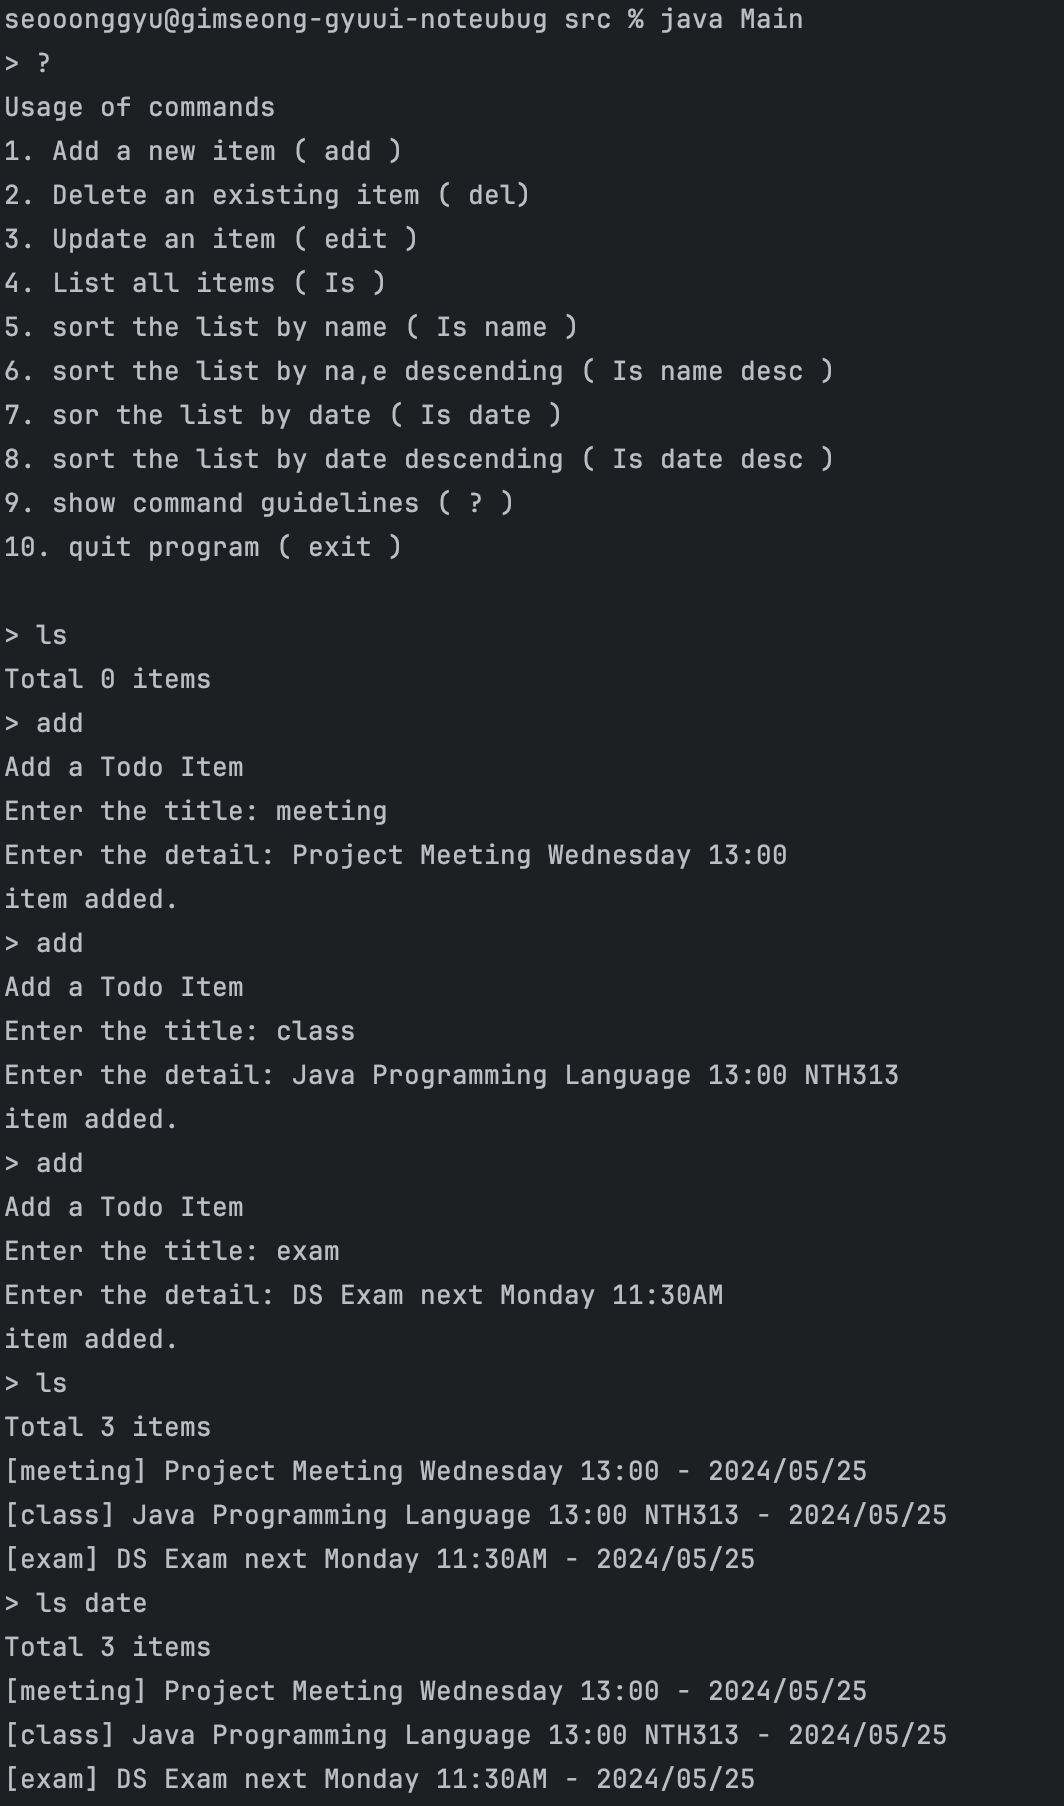 seooonggyu@gimseong-gyuui-noteubug src % java Main
> ?
Usage of commands
1. Add a new item ( add )
2. Delete an existing item ( del)
3. Update an item ( edit )
4. List all items ( Is )
5. sort the list by name ( Is name )
6. sort the list by na,e descending ( Is name desc )
7. sor the list by date ( Is date )
8. sort the list by date descending ( Is date desc )
9. show command guidelines ( ? )
10. quit program ( exit )
> ls
Total 0 items
> add
Add a Todo Item
Enter the title: meeting
Enter the detail: Project Meeting Wednesday 13:00
item added.
> add
Add a Todo Item
Enter the title: class
Enter the detail: Java Programming Language 13:00 NTH313
item added.
> add
Add a Todo Item
Enter the title: exam
Enter the detail: DS Exam next Monday 11:30AM
item added.
> ls
Total 3 items
[meeting] Project Meeting Wednesday 13:00 - 2024/05/25
[class] Java Programming Language 13:00 NTH313 - 2024/05/25
[exam] DS Exam next Monday 11:30AM - 2024/05/25
> ls date
Total 3 items
[meeting] Project Meeting Wednesday 13:00 - 2024/05/25
[class] Java Programming Language 13:00 NTH313 - 2024/05/25
[exam] DS Exam next Monday 11:30AM - 2024/05/25